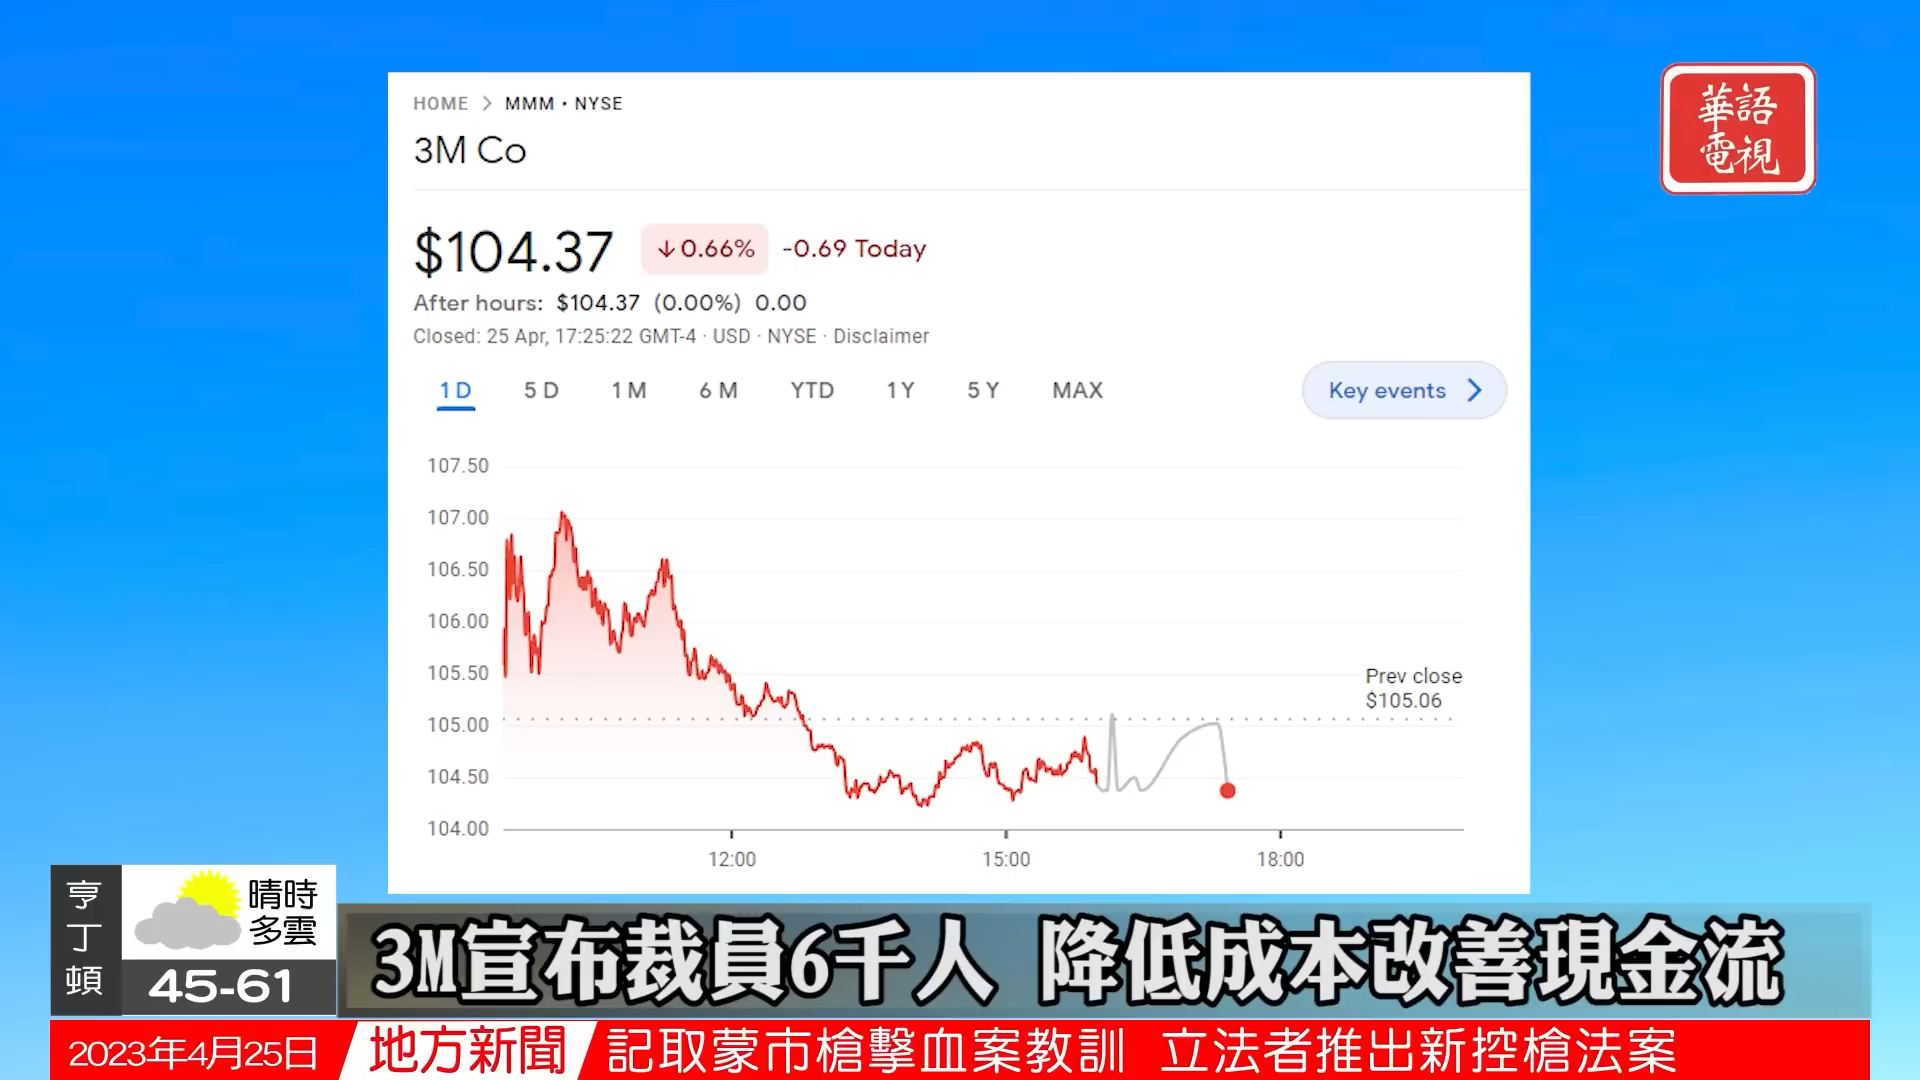 HOME > MMM • NYSE
3M Co
$104.37 ↓0.66% -0.69 Today
After hours: $104.37 (0.00%) 0.00
Closed: 25 Apr, 17:25:22 GMT-4 · USD · NYSE · Disclaimer
1D 5D 1M 6M YTD 1Y 5Y MAX
Key events >
107.50
107.00
106.50
106.00
105.50
105.00
104.50
104.00
Prev close
$105.06
12:00 15:00 18:00
華語
電視
亨丁頓
晴時
多雲
45-61
3M宣布裁員6千人 降低成本改善現金流
2023年4月25日 地方新聞 記取蒙市槍擊血案教訓 立法者推出新控槍法案